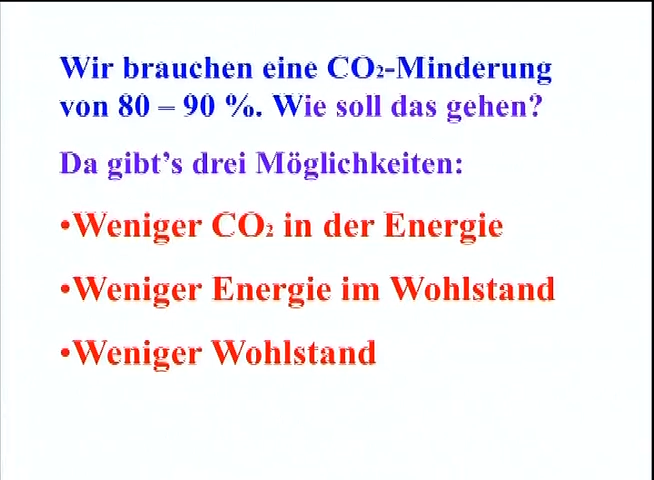 Wir brauchen eine CO₂-Minderung
von 80 – 90 %. Wie soll das gehen?
Da gibt’s drei Möglichkeiten:
•Weniger CO₂ in der Energie
•Weniger Energie im Wohlstand
•Weniger Wohlstand